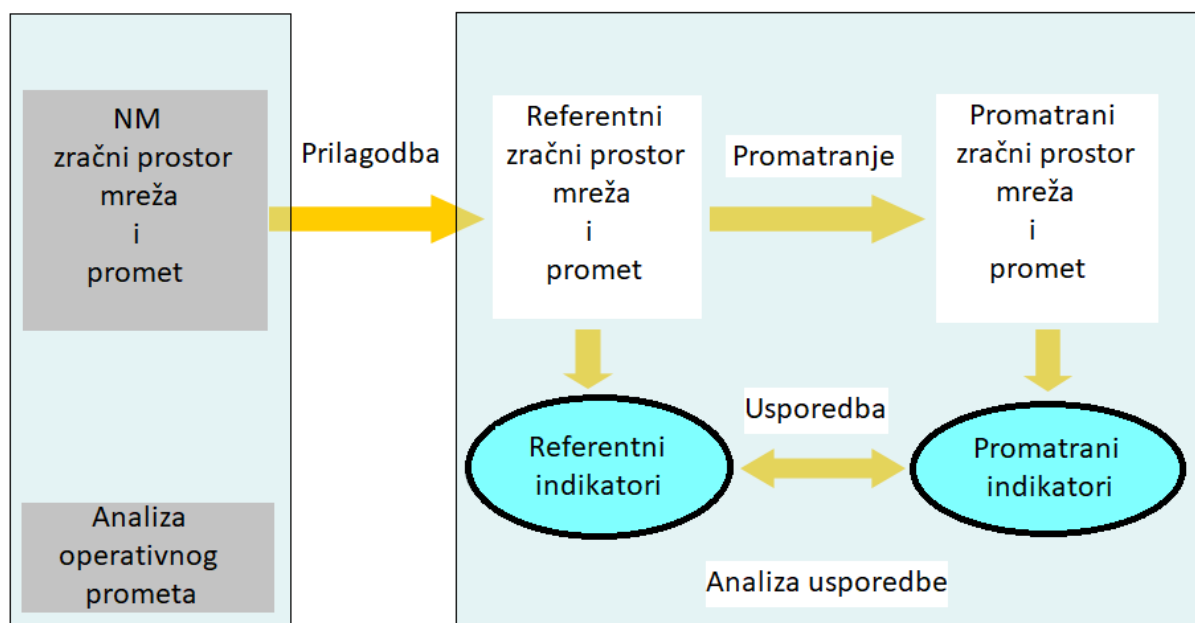 NM
zračni prostor
mreža
i
promet
Analiza
operativnog
prometa
Prilagodba
Referentni
zračni prostor
mreža
i
promet
Promatranje
Promatrani
zračni prostor
mreža
i
promet
Referentni
indikatori
Usporedba
Promatrani
indikatori
Analiza usporedbe